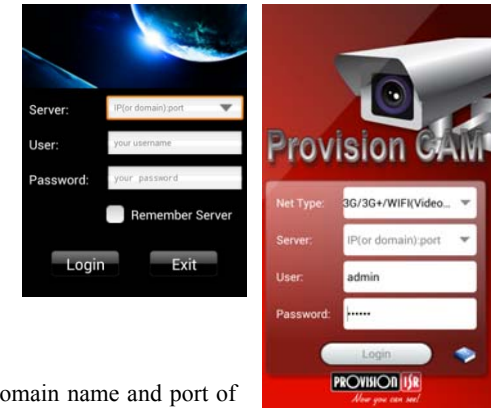 Server:
IP(or domain):port
User:
your username
Password:
your password
Remember Server
Login
Exit
Provision CAM
Net Type:
3G/3G+/WIFI(Video...
Server:
IP(or domain):port
User:
admin
Password:
••••••
Login
PROVISION ISR
Now you can see!
omain name and port of